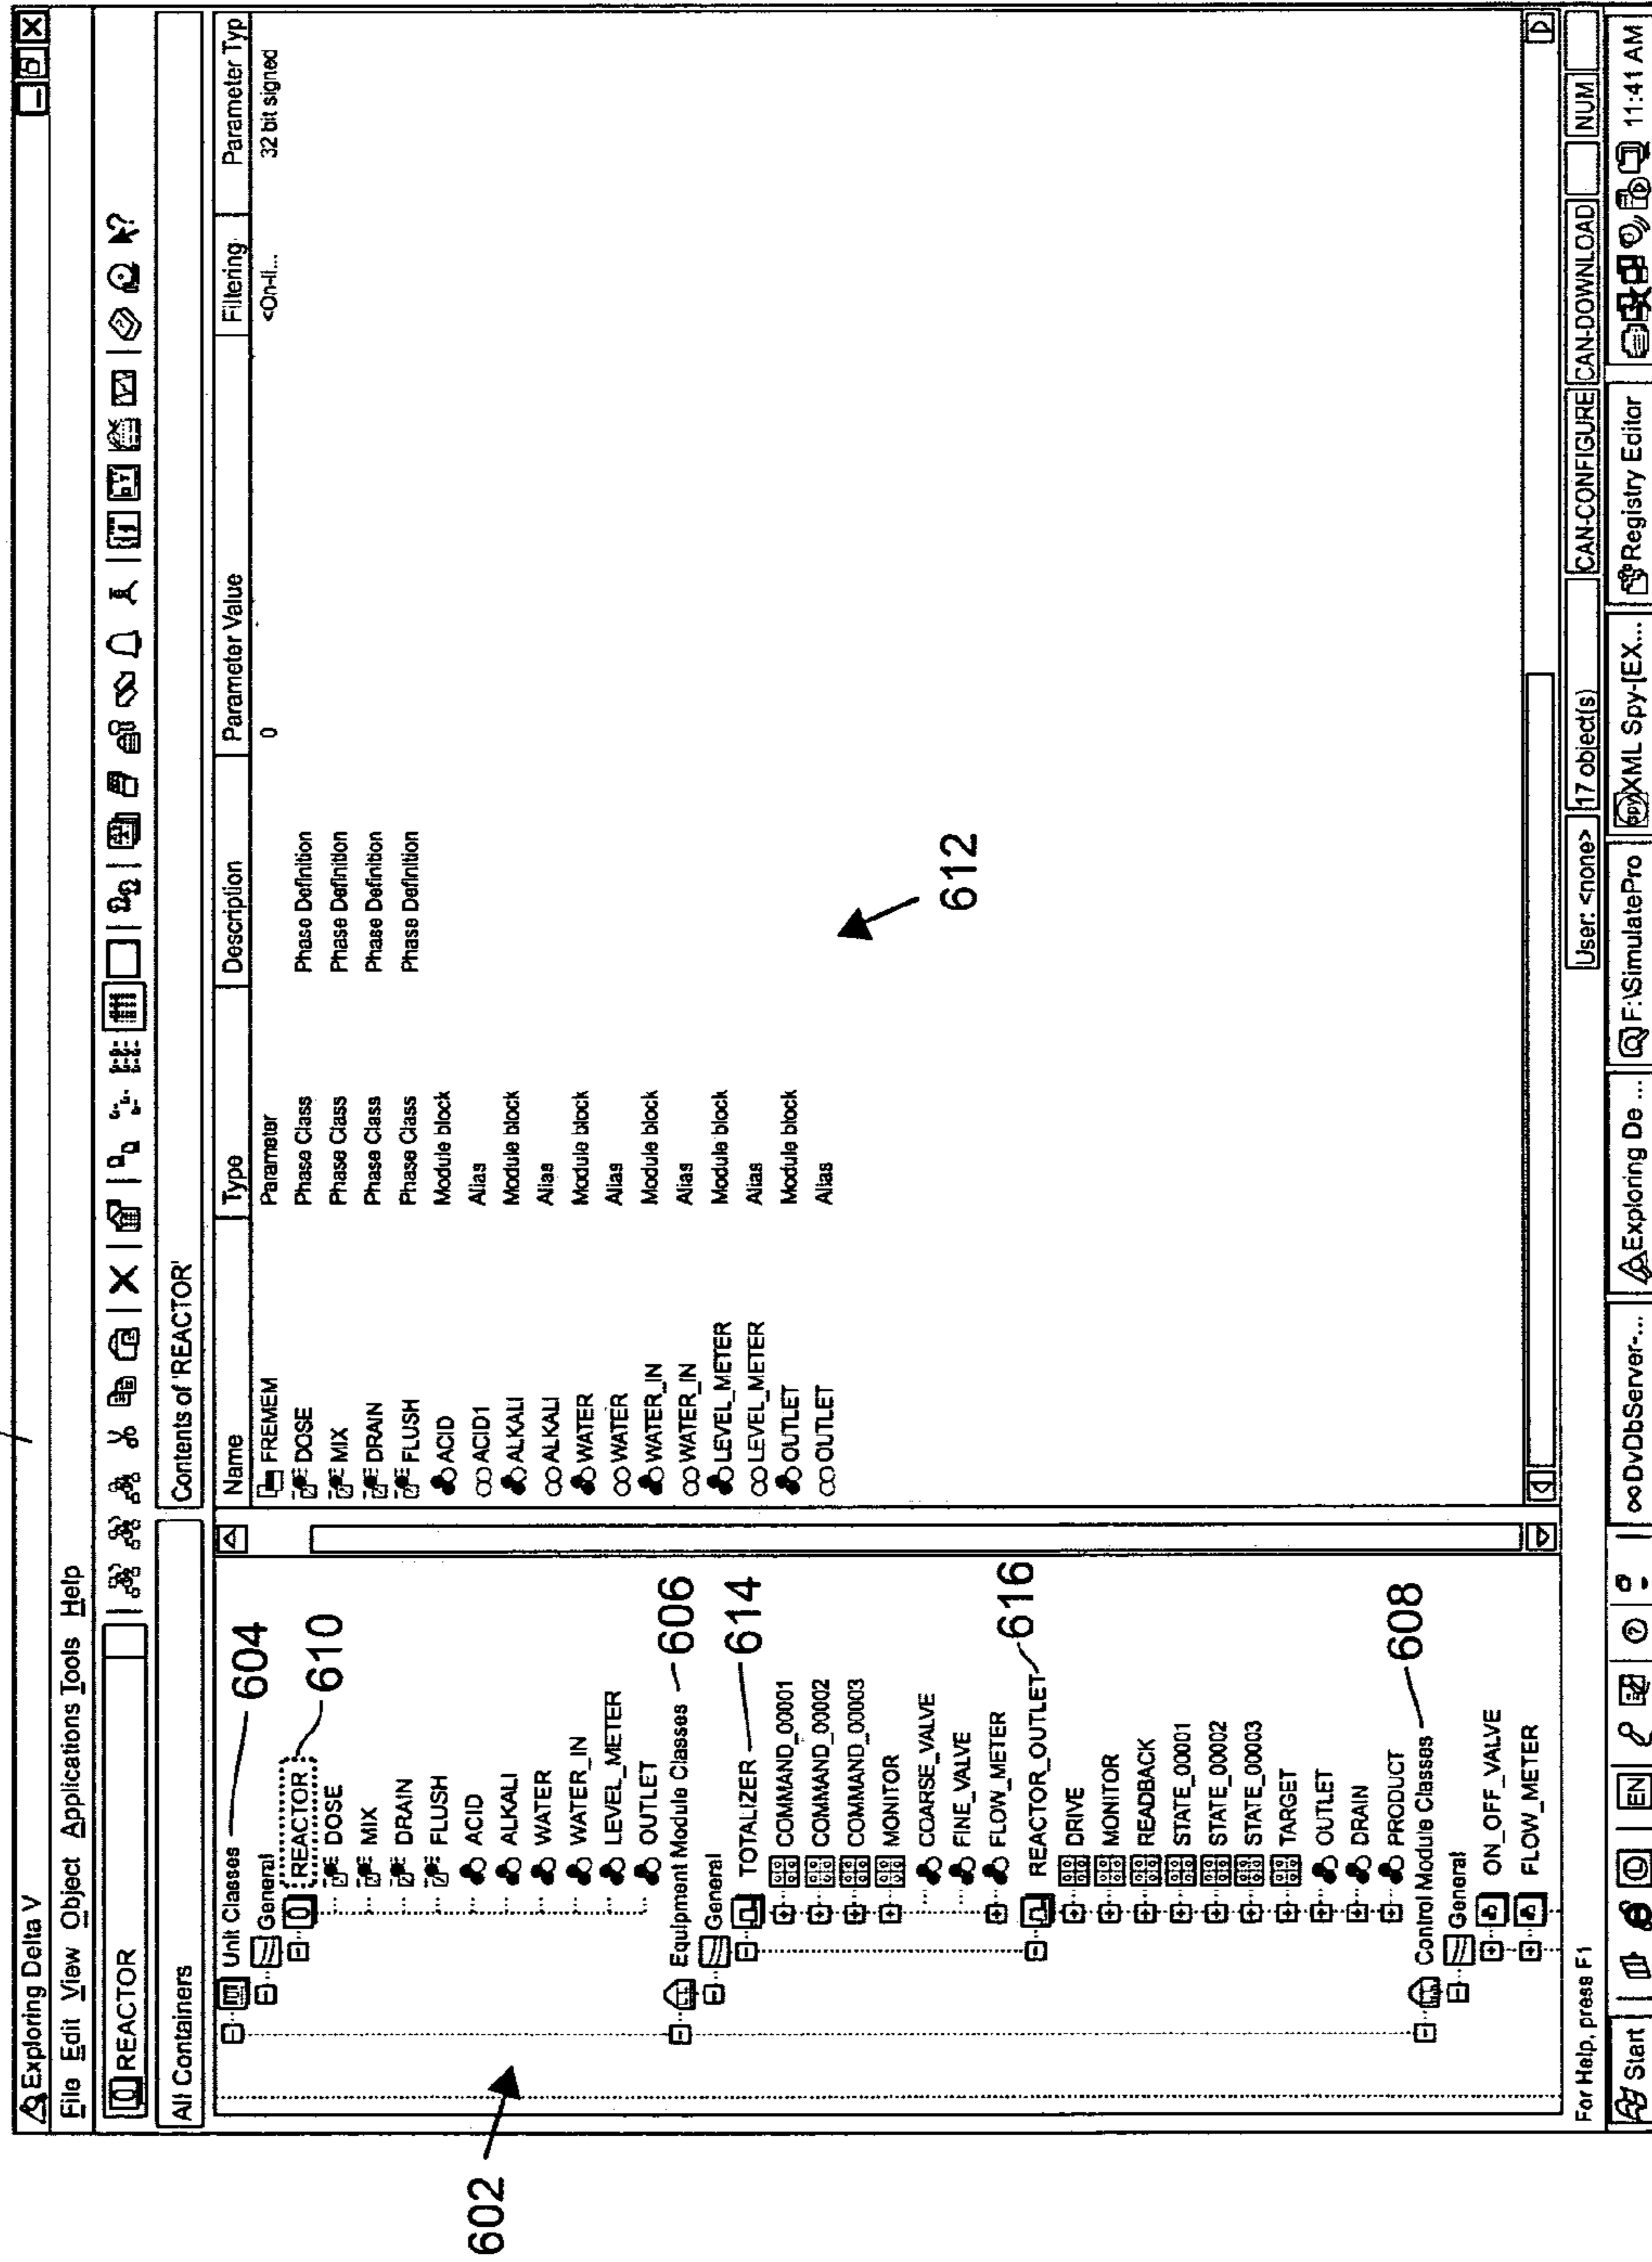 Exploring Delta V
File Edit View Object Applications Tools Help
REACTOR
All Containers
Contents of 'REACTOR'
Unit Classes 604
General
REACTOR 610
DOSE
MIX
DRAIN
FLUSH
ACID
ALKALI
WATER
WATER_IN
LEVEL_METER
OUTLET
Equipment Module Classes 606
General
TOTALIZER 614
COMMAND_00001
COMMAND_00002
COMMAND_00003
MONITOR
COARSE_VALVE
FINE_VALVE
FLOW_METER
REACTOR_OUTLET 616
DRIVE
MONITOR
READBACK
STATE_00001
STATE_00002
STATE_00003
TARGET
OUTLET
DRAIN
PRODUCT
Control Module Classes 608
General
ON_OFF_VALVE
FLOW_METER
602
Name Type Description Parameter Value Filtering Parameter Typ
FREMEM Parameter 0 <On-li... 32 bit signed
DOSE Phase Class Phase Definition
MIX Phase Class Phase Definition
DRAIN Phase Class Phase Definition
FLUSH Phase Class Phase Definition
ACID Module block
ACID1 Alias
ALKALI Module block
ALKALI Alias
WATER Module block
WATER Alias
WATER_IN Module block
WATER_IN Alias
LEVEL_METER Module block
LEVEL_METER Alias
OUTLET Module block
OUTLET Alias
612
For Help, press F1 User: <none> 17 object(s) CAN-CONFIGURE CAN-DOWNLOAD NUM
Start EN DvDbServer-... Exploring De ... F:\SimulatePro XML Spy-[EX... Registry Editor 11:41 AM